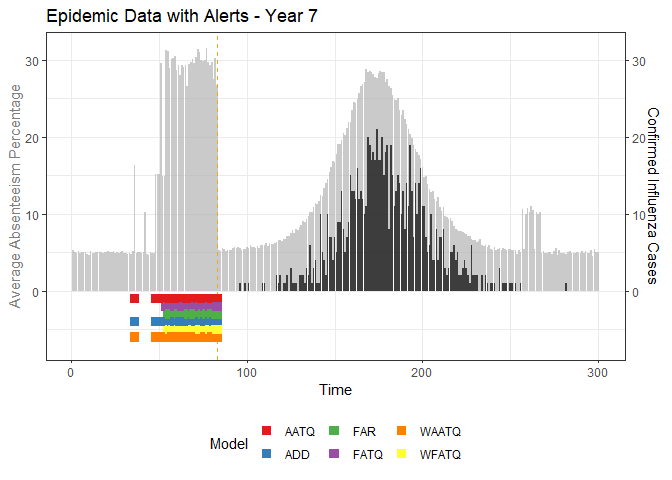 Epidemic Data with Alerts - Year 7
Average Absenteeism Percentage
30
20
10
0
30
20
10
0
Confirmed Influenza Cases
0
100
200
300
Time
Model
AATQ
FAR
WAATQ
ADD
FATQ
WFATQ